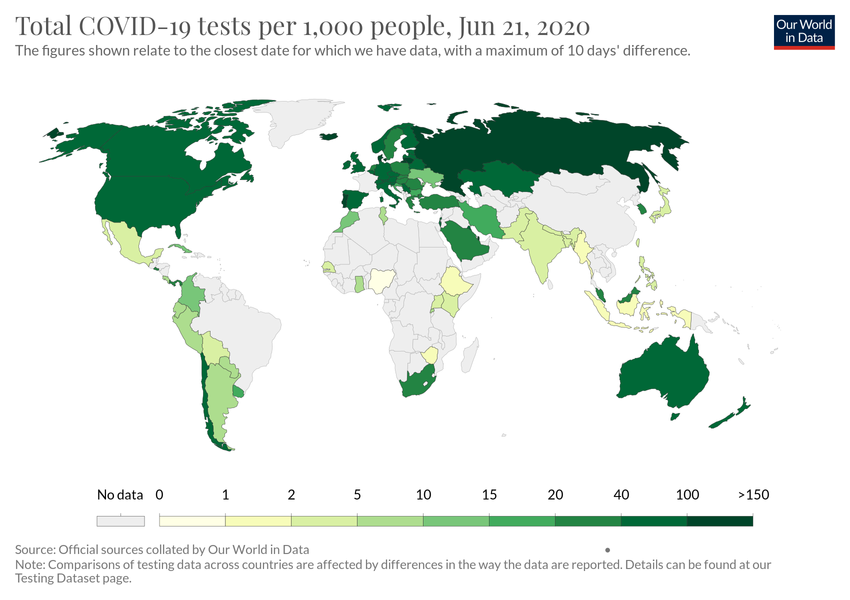 Total COVID-19 tests per 1,000 people, Jun 21, 2020
Our World
in Data
The figures shown relate to the closest date for which we have data, with a maximum of 10 days' difference.
No data 0 1 2 5 10 15 20 40 100 >150
Source: Official sources collated by Our World in Data
Note: Comparisons of testing data across countries are affected by differences in the way the data are reported. Details can be found at our
Testing Dataset page.